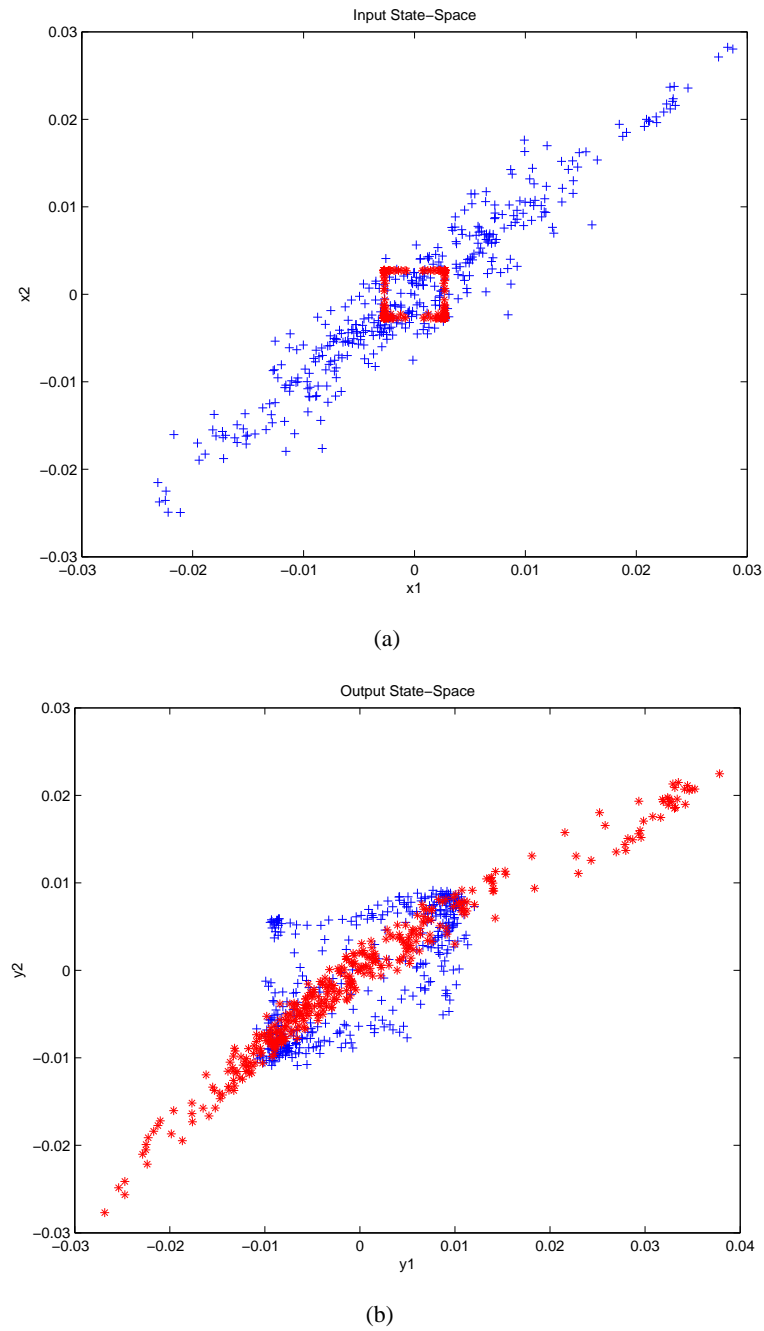 Input State−Space
0.03
0.02
0.01
x2
0
−0.01
−0.02
−0.03
−0.03 −0.02 −0.01 0 0.01 0.02 0.03
x1
(a)
Output State−Space
0.03
0.02
0.01
y2
0
−0.01
−0.02
−0.03
−0.03 −0.02 −0.01 0 0.01 0.02 0.03 0.04
y1
(b)